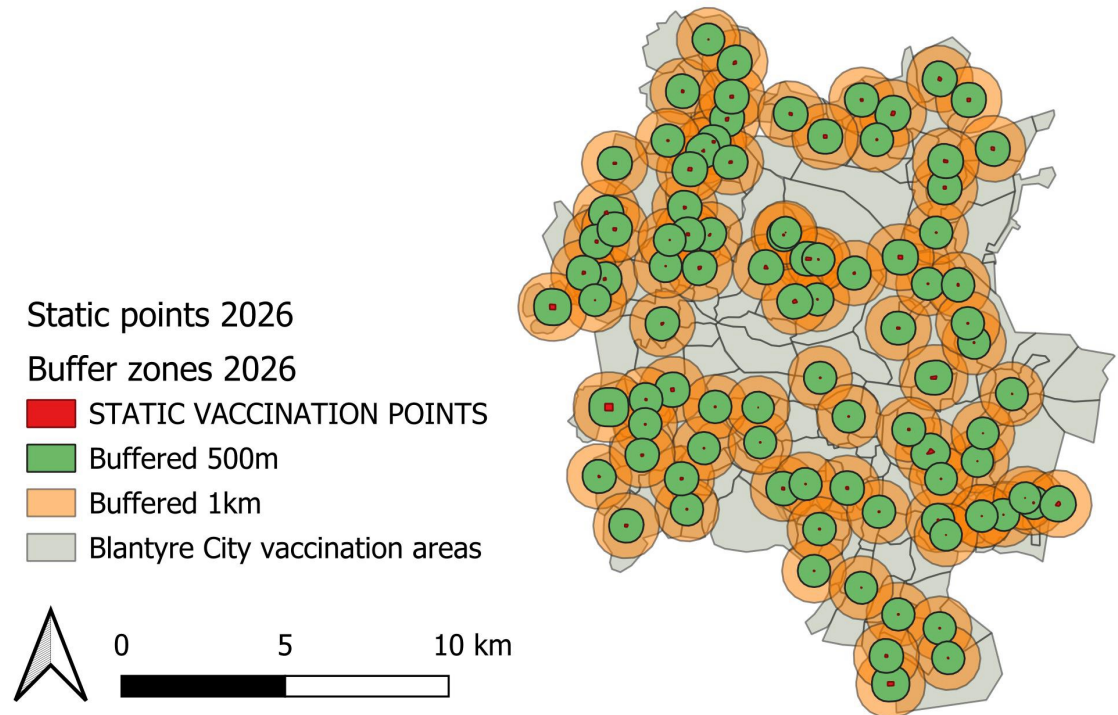 Static points 2026
Buffer zones 2026
STATIC VACCINATION POINTS
Buffered 500m
Buffered 1km
Blantyre City vaccination areas
0 5 10 km